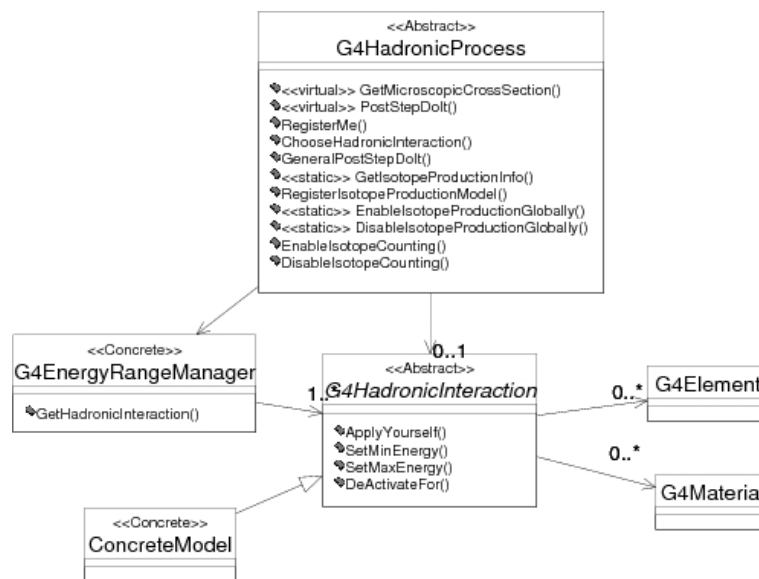 <<Abstract>>
G4HadronicProcess
<<virtual>> GetMicroscopicCrossSection()
<<virtual>> PostStepDoIt()
RegisterMe()
ChooseHadronicInteraction()
GeneralPostStepDoIt()
<<static>> GetIsotopeProductionInfo()
RegisterIsotopeProductionModel()
<<static>> EnableIsotopeProductionGlobally()
<<static>> DisableIsotopeProductionGlobally()
EnableIsotopeCounting()
DisableIsotopeCounting()
<<Concrete>>
G4EnergyRangeManager
GetHadronicInteraction()
0..1
1..*
<<Abstract>>
G4HadronicInteraction
ApplyYourself()
SetMinEnergy()
SetMaxEnergy()
DeActivateFor()
0..*
G4Element
0..*
G4Materia
<<Concrete>>
ConcreteModel